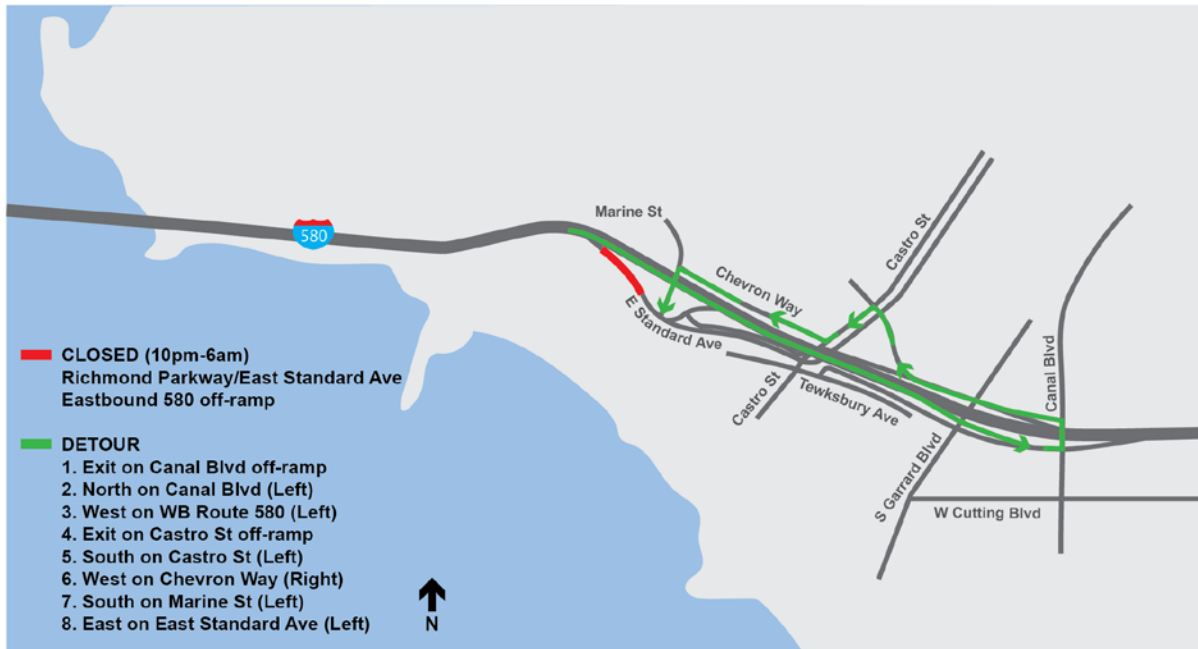 Marine St
Castro St
580
Chevron Way
E Standard Ave
Canal Blvd
CLOSED (10pm-6am)
Richmond Parkway/East Standard Ave
Eastbound 580 off-ramp
Castro St
Tewksbury Ave
S Garrard Blvd
W Cutting Blvd
DETOUR
1. Exit on Canal Blvd off-ramp
2. North on Canal Blvd (Left)
3. West on WB Route 580 (Left)
4. Exit on Castro St off-ramp
5. South on Castro St (Left)
6. West on Chevron Way (Right)
7. South on Marine St (Left)
8. East on East Standard Ave (Left)
N